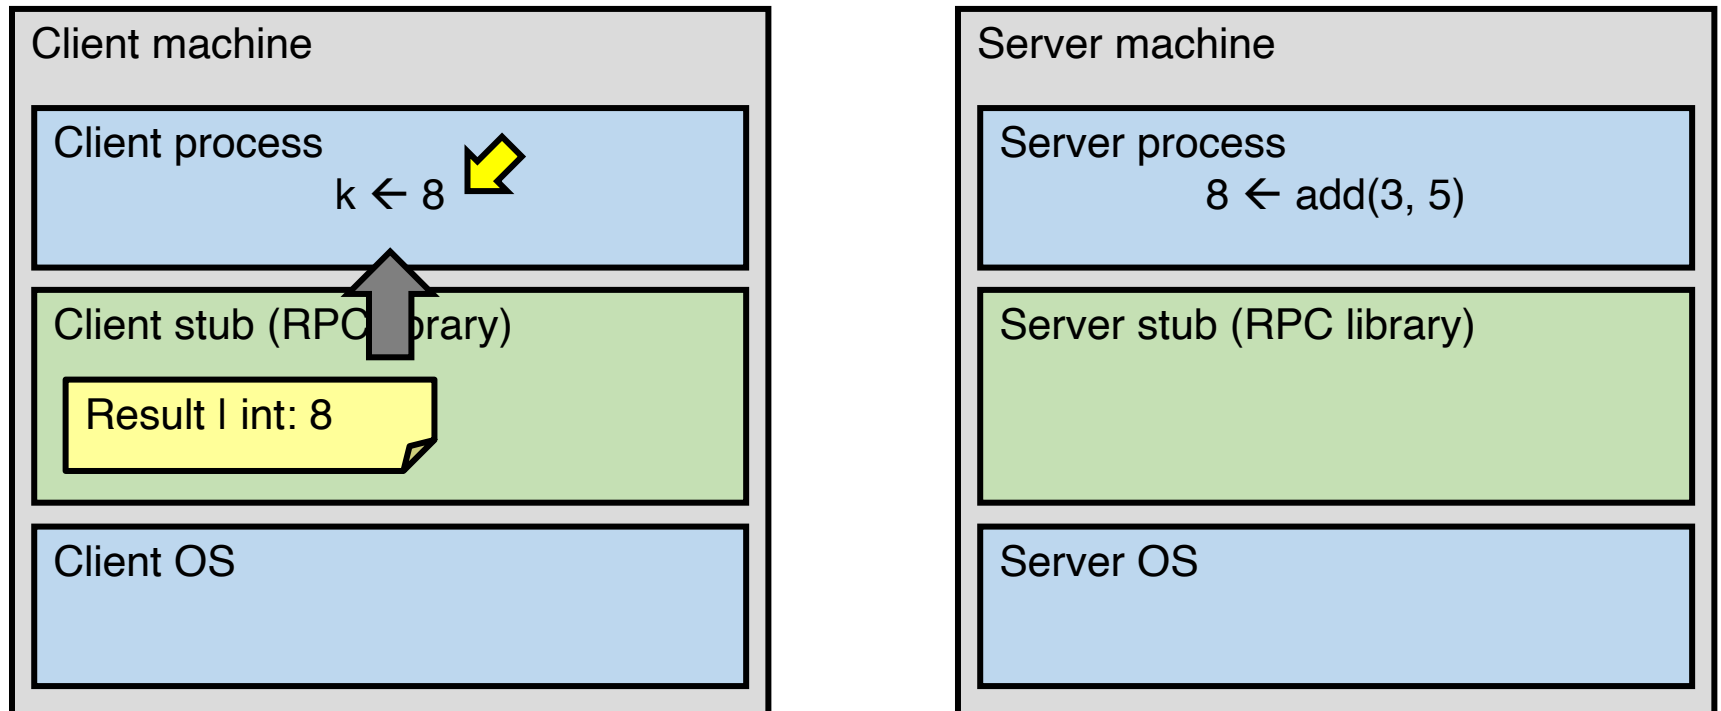 Client machine
Client process
k ← 8
Client stub (RPC brary)
Result | int: 8
Client OS
Server machine
Server process
8 ← add(3, 5)
Server stub (RPC library)
Server OS